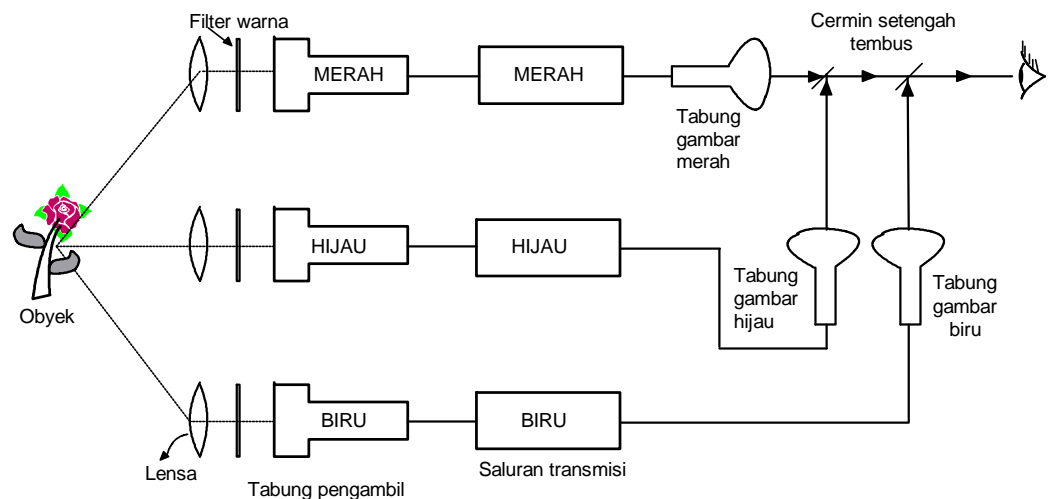 Filter warna
MERAH
MERAH
Cermin setengah
tembus
Tabung
gambar
merah
HIJAU
HIJAU
Tabung
gambar
hijau
Tabung
gambar
biru
Obyek
BIRU
BIRU
Lensa
Tabung pengambil
Saluran transmisi